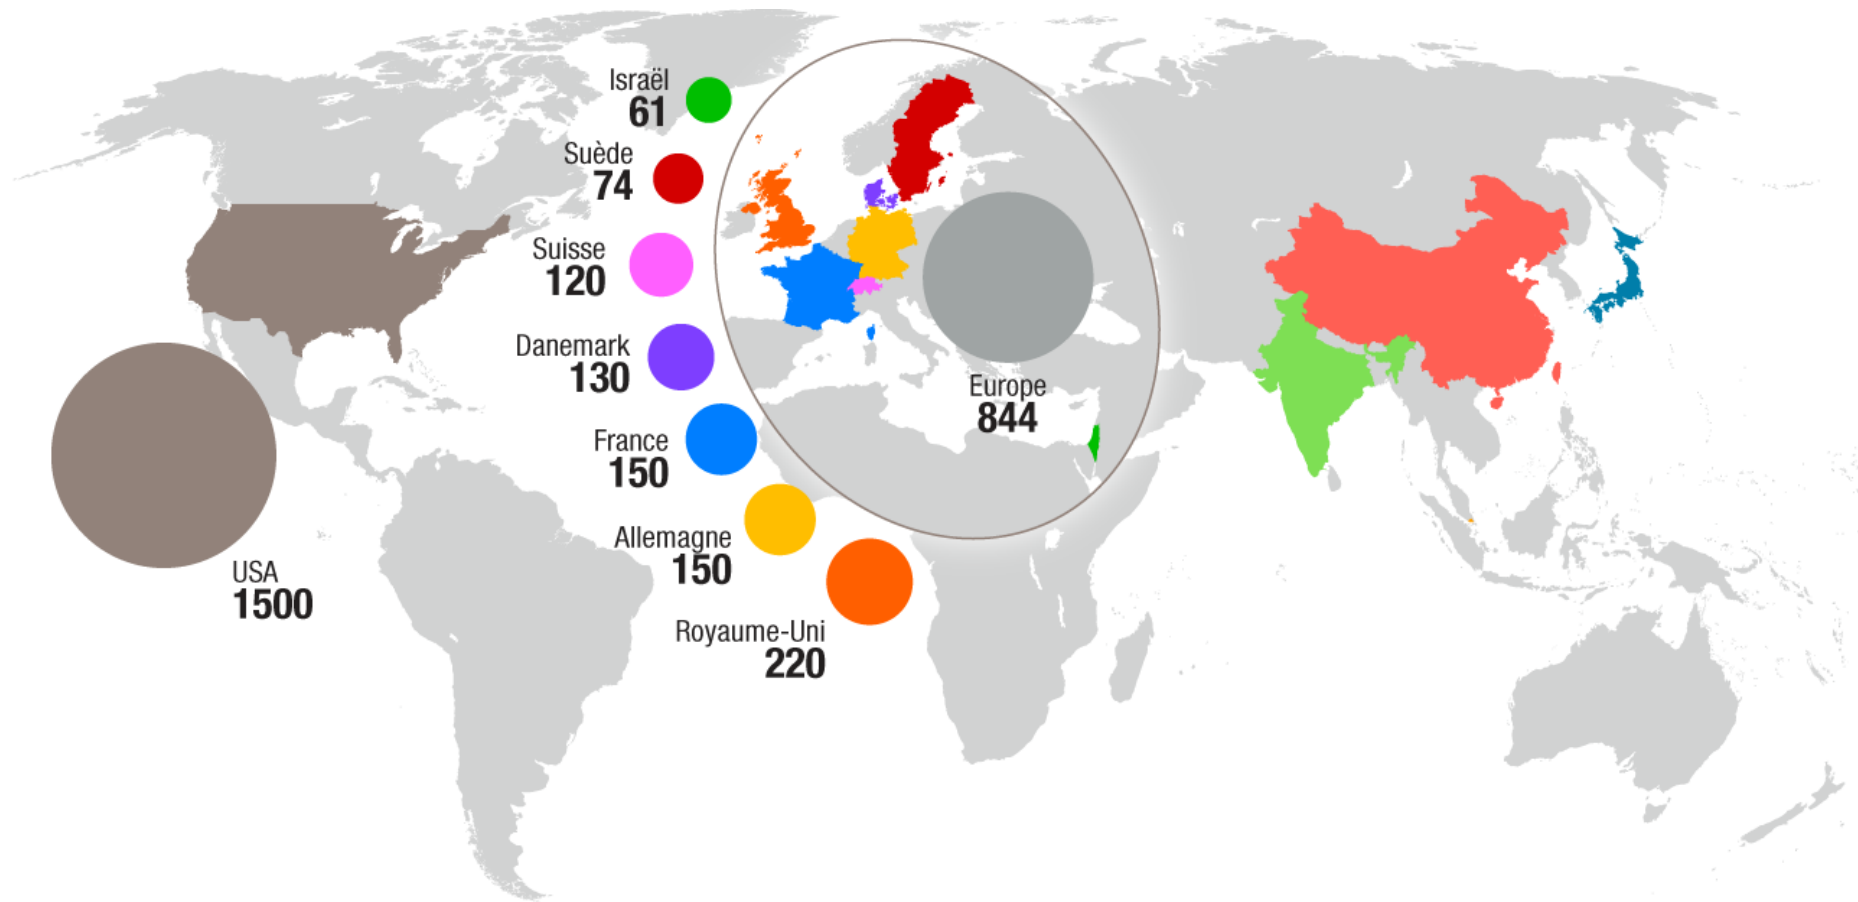 Israël
61
Suède
74
Suisse
120
Danemark
130
France
150
Allemagne
150
Royaume-Uni
220
Europe
844
USA
1500